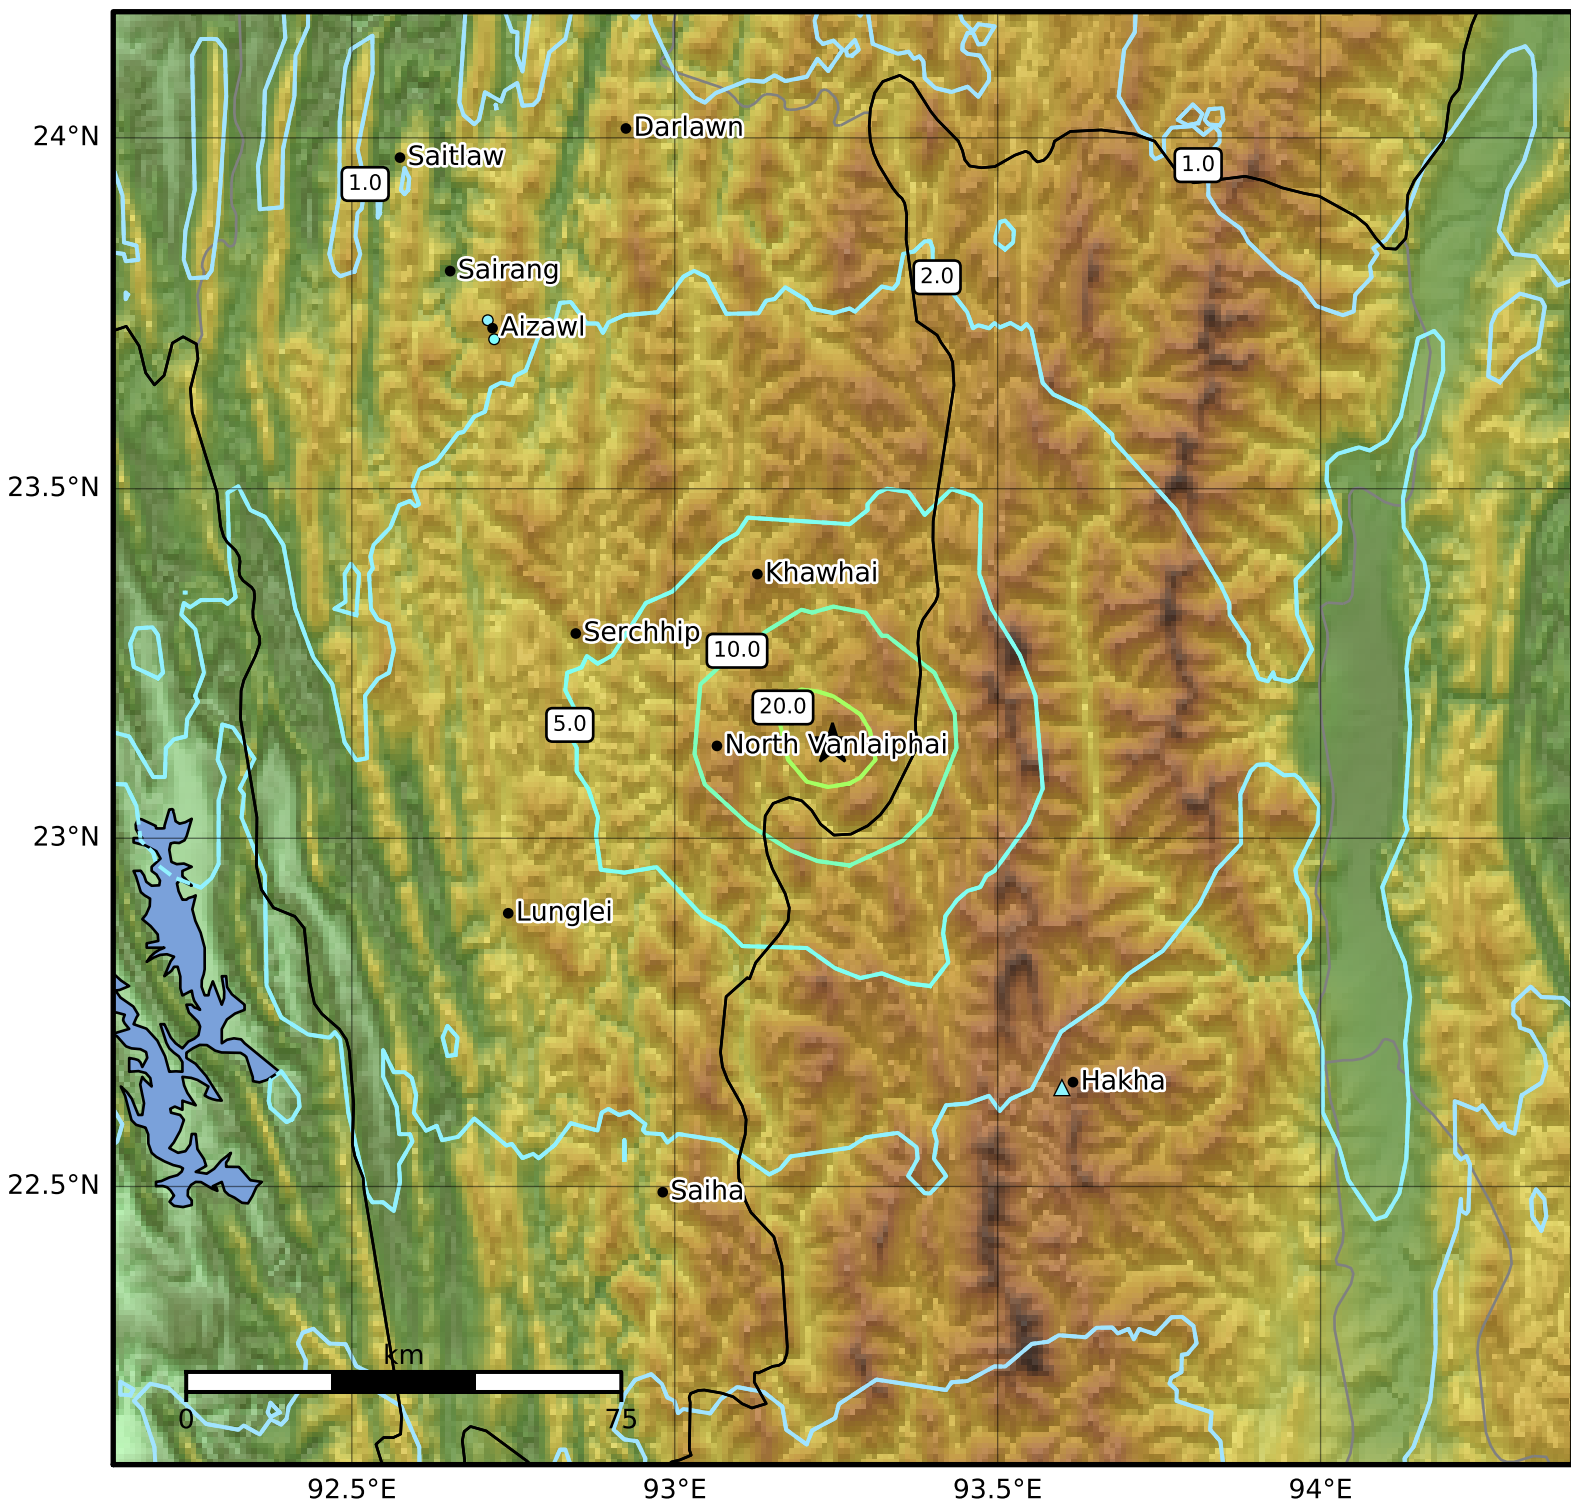 24°N
23.5°N
23°N
22.5°N
Darlawn
Saitlaw
1.0
1.0
Sairang
2.0
Aizawl
Khawhai
Serchhip
10.0
20.0
5.0
North Vanlaiphai
Lunglei
Hakha
Saiha
km
0
75
92.5°E
93°E
93.5°E
94°E